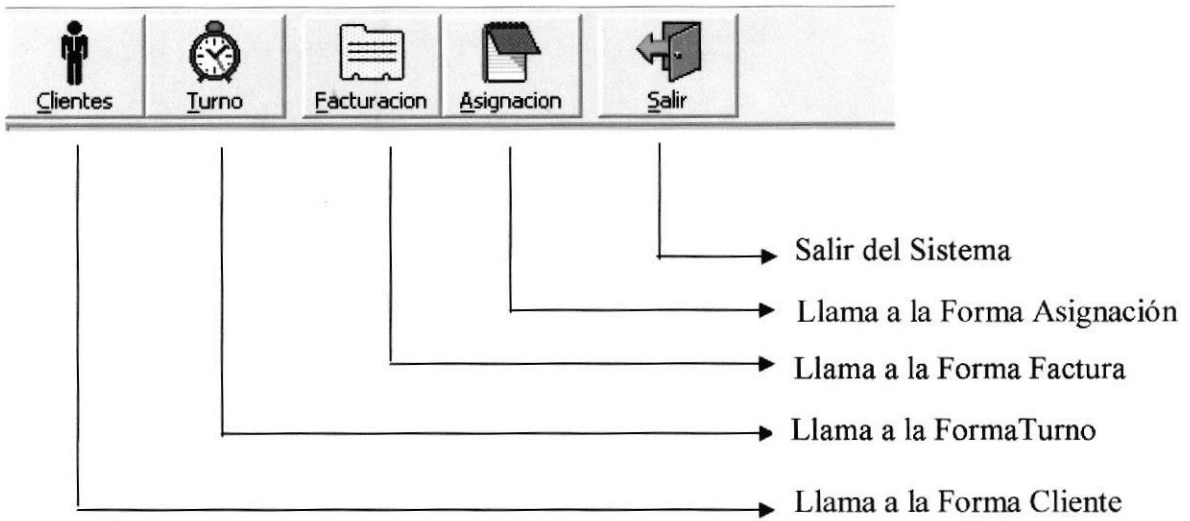 Clientes Turno Facturacion Asignacion Salir
Salir del Sistema
Llama a la Forma Asignación
Llama a la Forma Factura
Llama a la FormaTurno
Llama a la Forma Cliente